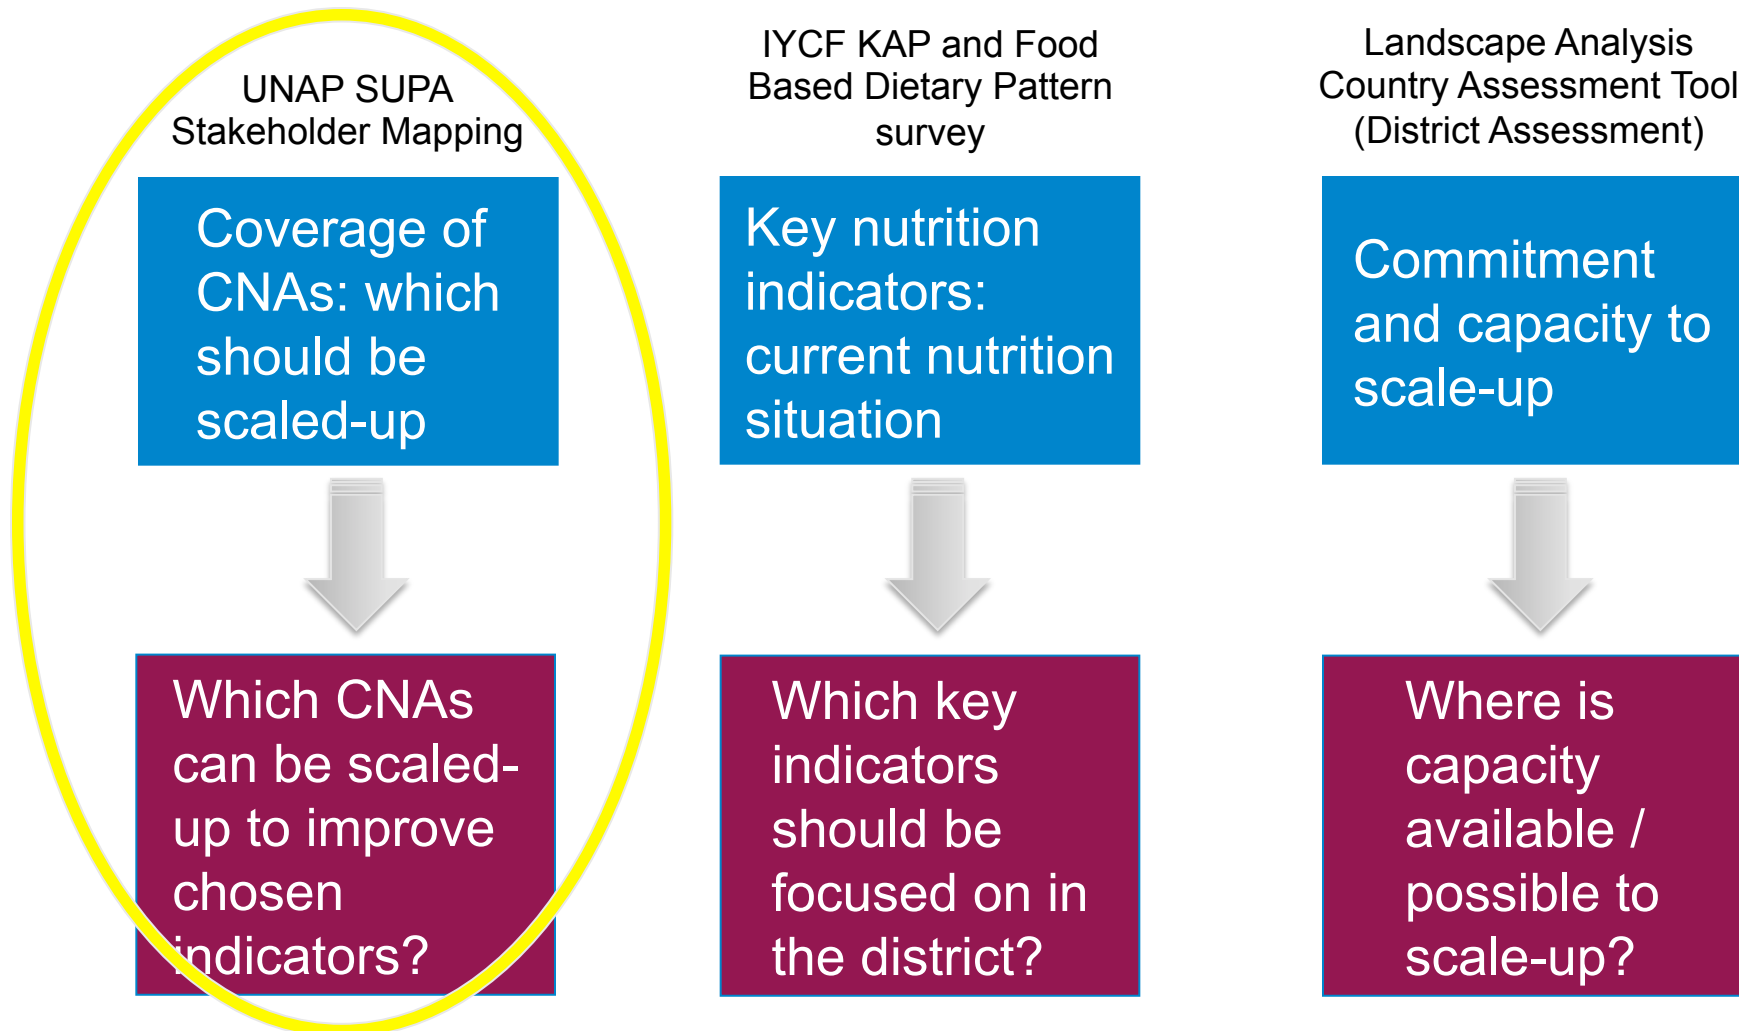 UNAP SUPA
Stakeholder Mapping
Coverage of
CNAs: which
should be
scaled-up
Which CNAs
can be scaled-
up to improve
chosen
indicators?
IYCF KAP and Food
Based Dietary Pattern
survey
Key nutrition
indicators:
current nutrition
situation
Which key
indicators
should be
focused on in
the district?
Landscape Analysis
Country Assessment Tool
(District Assessment)
Commitment
and capacity to
scale-up
Where is
capacity
available /
possible to
scale-up?